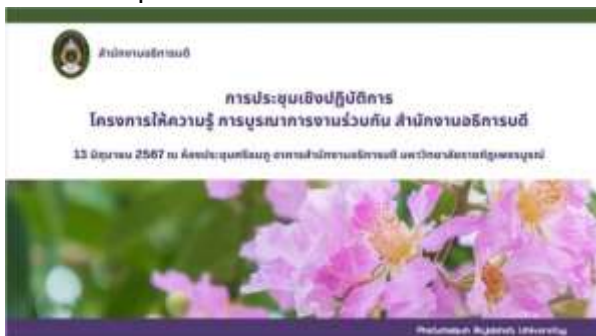 สำนักงานอธิการบดี
การประชุมเชิงปฏิบัติการ
โครงการให้ความรู้ การบูรณาการงานร่วมกัน สำนักงานอธิการบดี
13 มิถุนายน 2567 ณ ห้องประชุมศรีชมภู อาคารสำนักงานอธิการบดี มหาวิทยาลัยราชภัฏเพชรบูรณ์
Phetchabun Rajabhat University